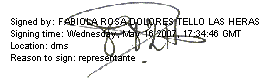 Signed by: FABIOLA ROSA DOLORES TELLO LAS HERAS
Signing time: Wednesday, May 16 2007, 17:34:46 GMT
Location: dms
Reason to sign: representante